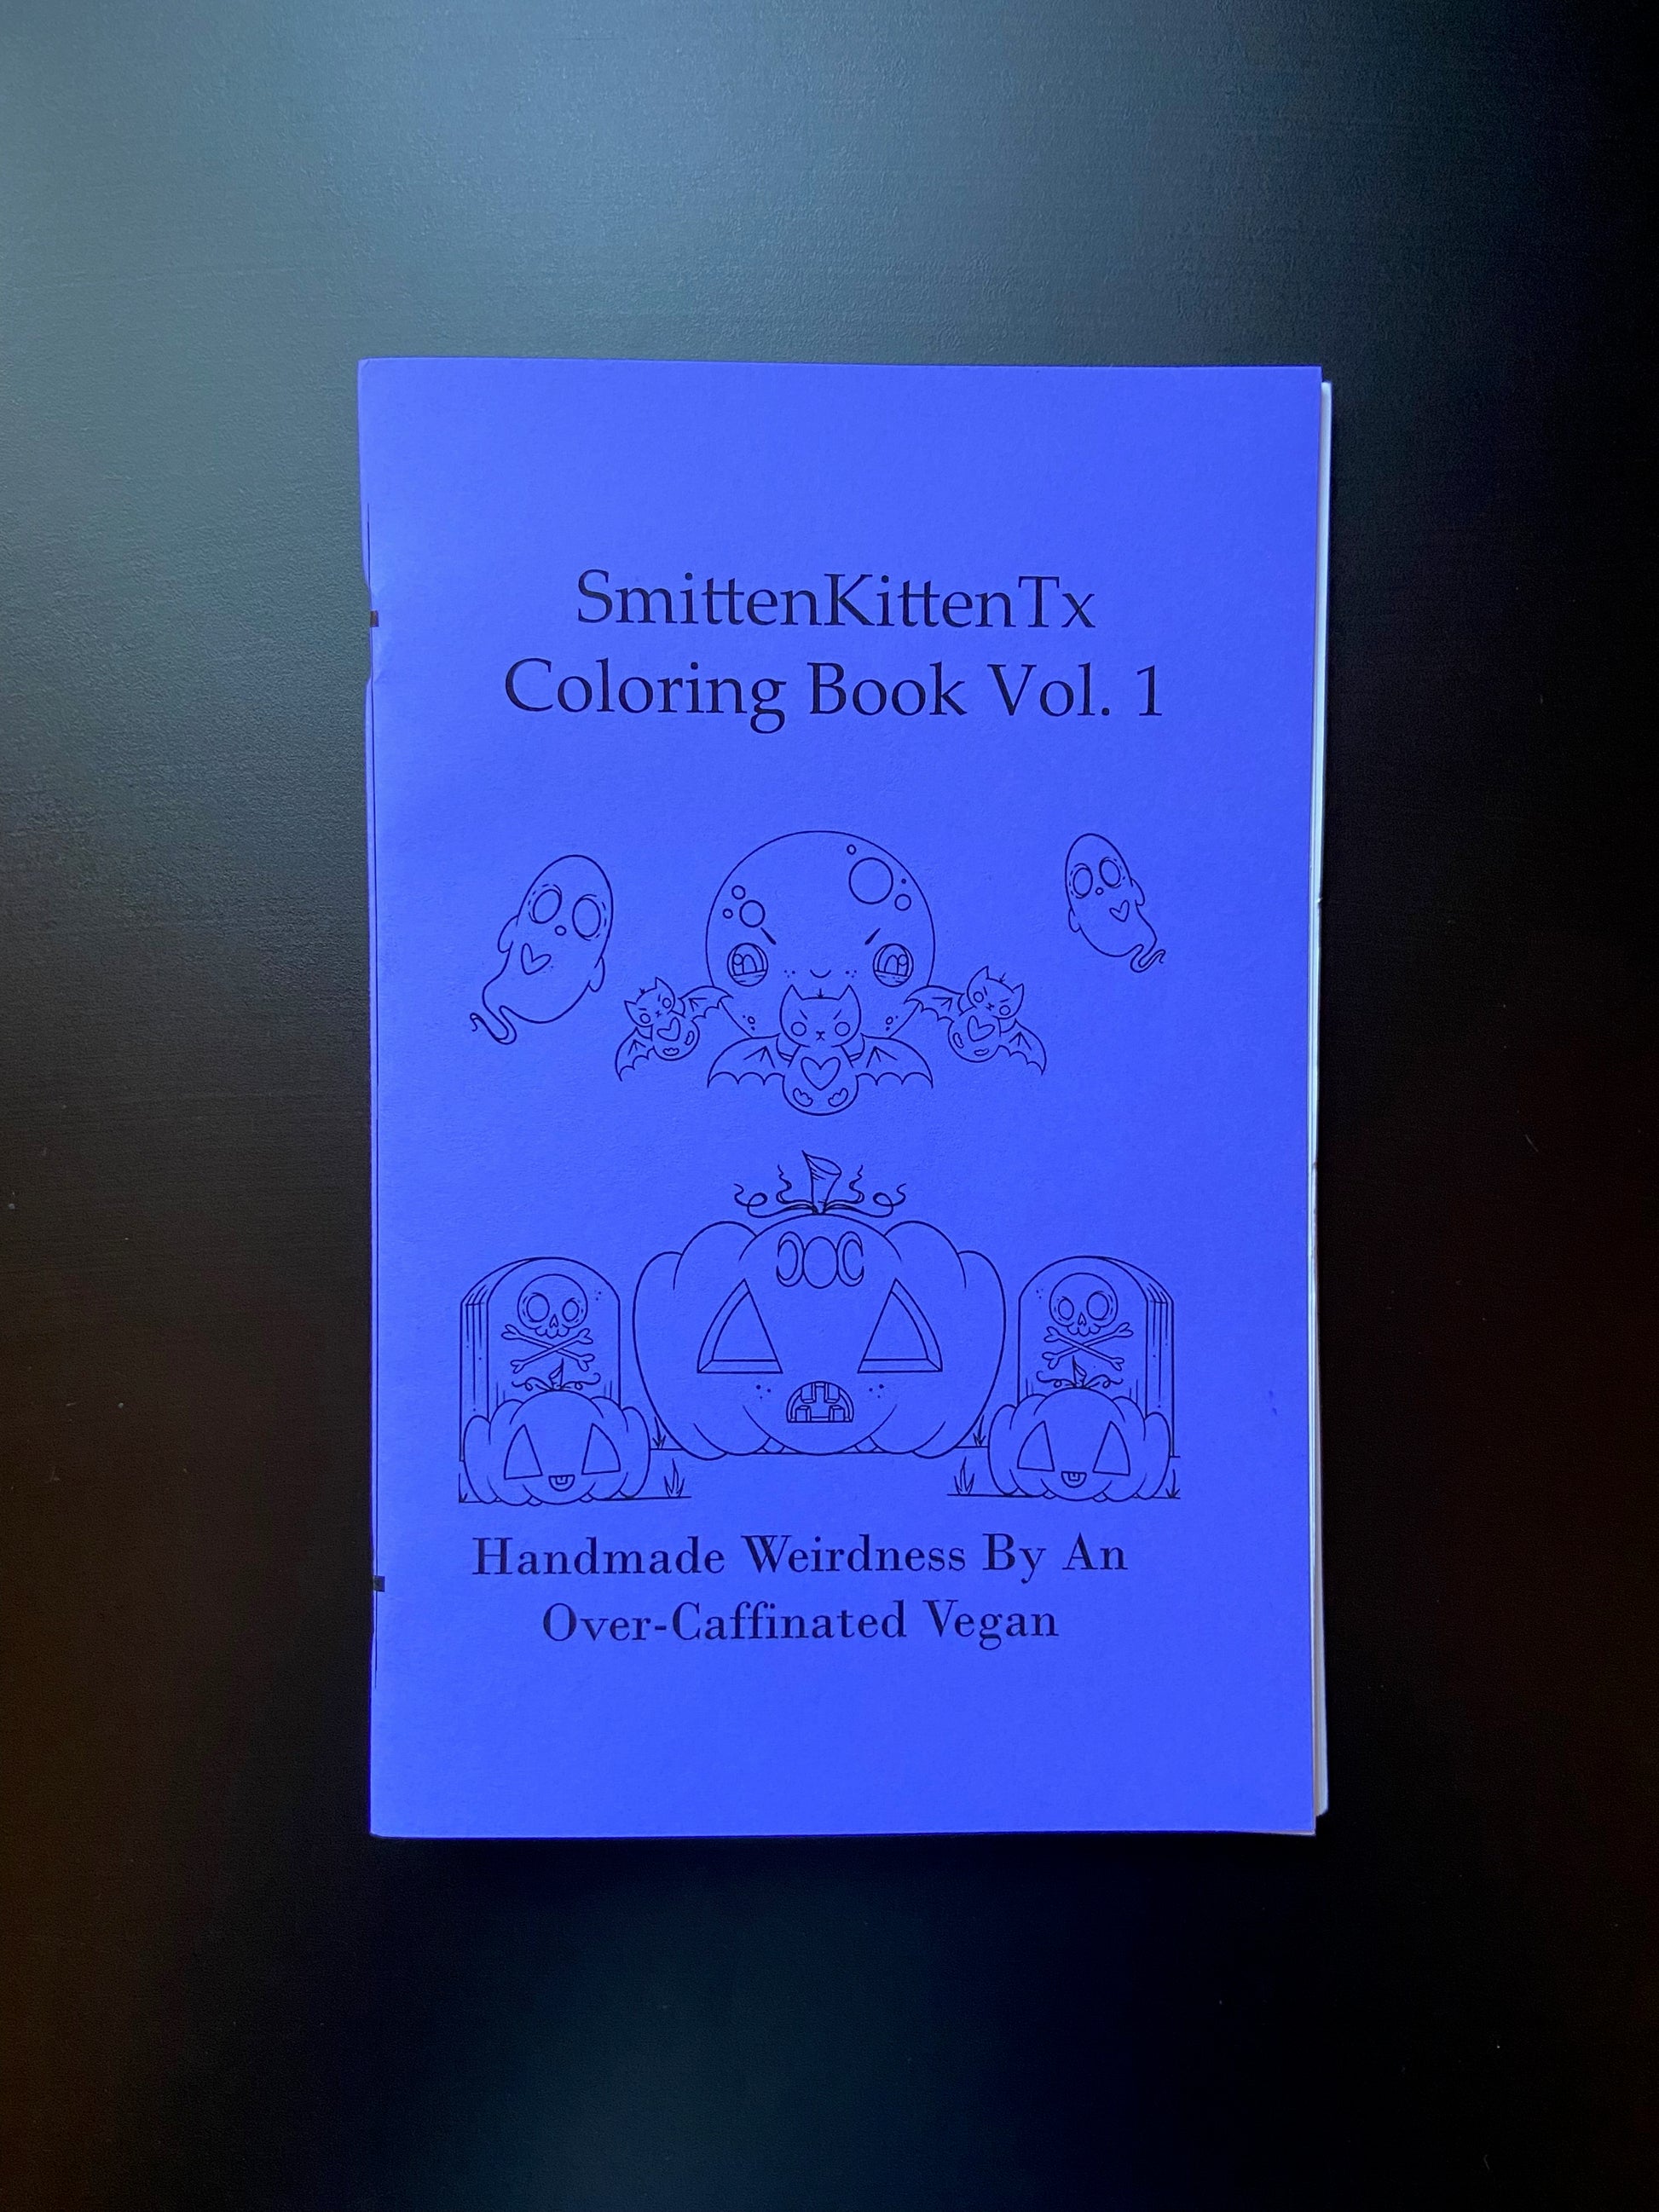 SmittenKittenTx
Coloring Book Vol. 1
Handmade Weirdness By An
Over-Caffinated Vegan